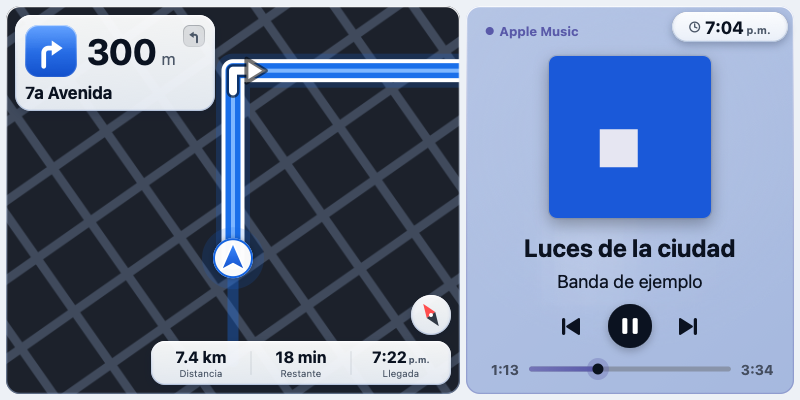 300 m
7a Avenida
7.4 km
Distancia
18 min
Restante
7:22 p.m.
Llegada
Apple Music
7:04 p.m.
Luces de la ciudad
Banda de ejemplo
1:13
3:34